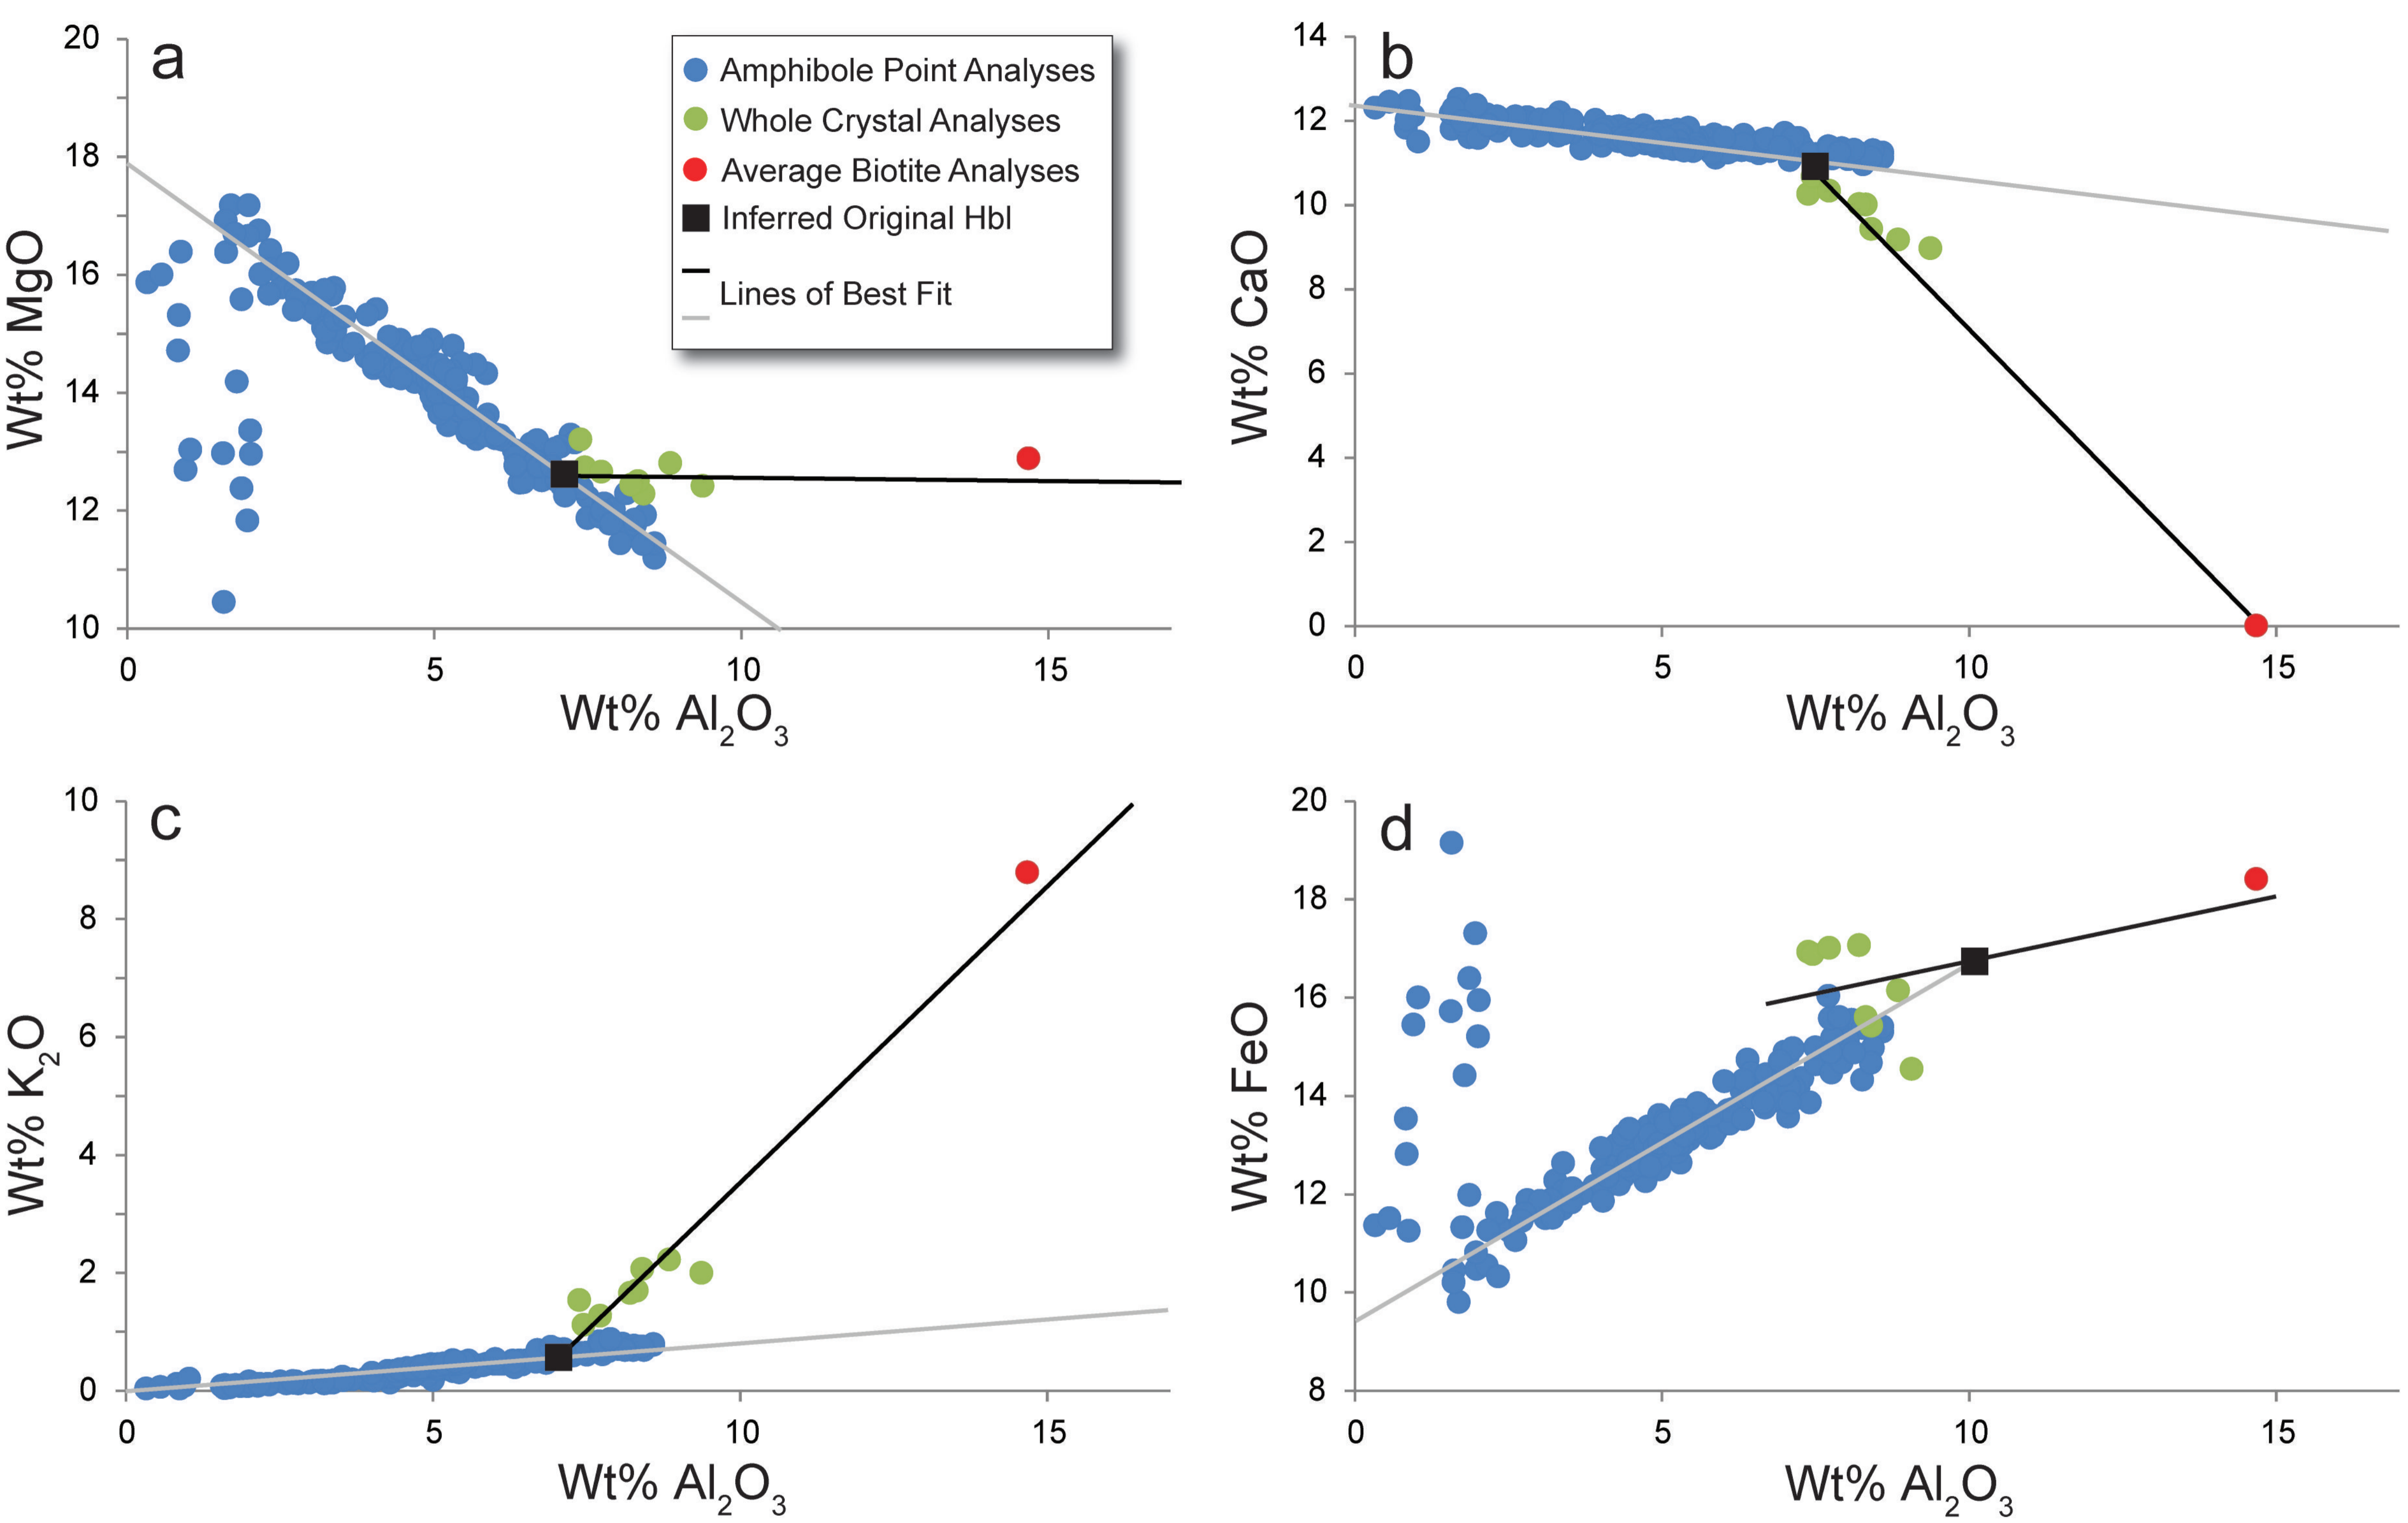 a
20
18
16
14
12
10
Wt% MgO
0 5 10 15
Wt% Al₂O₃
Amphibole Point Analyses
Whole Crystal Analyses
Average Biotite Analyses
Inferred Original Hbl
Lines of Best Fit
b
14
12
10
8
6
4
2
0
Wt% CaO
0 5 10 15
Wt% Al₂O₃
c
10
8
6
4
2
0
Wt% K₂O
0 5 10 15
Wt% Al₂O₃
d
20
18
16
14
12
10
8
Wt% FeO
0 5 10 15
Wt% Al₂O₃